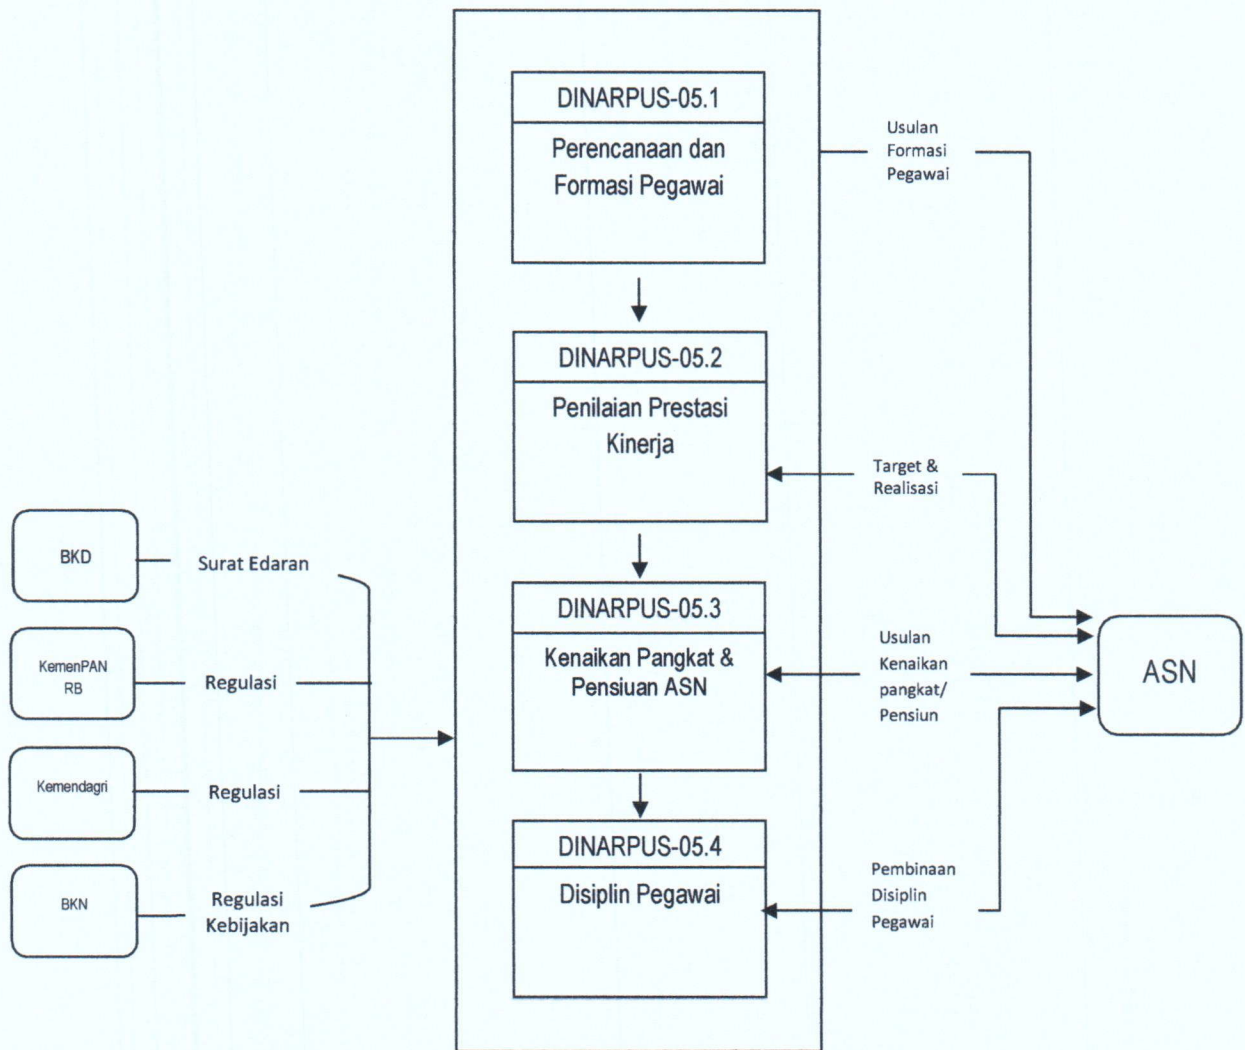 DINARPUS-05.1
Perencanaan dan
Formasi Pegawai
Usulan
Formasi
Pegawai
DINARPUS-05.2
Penilaian Prestasi
Kinerja
Target &
Realisasi
BKD
Surat Edaran
KemenPAN
RB
Regulasi
Kemendagri
Regulasi
BKN
Regulasi
Kebijakan
DINARPUS-05.3
Kenaikan Pangkat &
Pensiuan ASN
Usulan
Kenaikan
pangkat/
Pensiun
ASN
DINARPUS-05.4
Disiplin Pegawai
Pembinaan
Disiplin
Pegawai